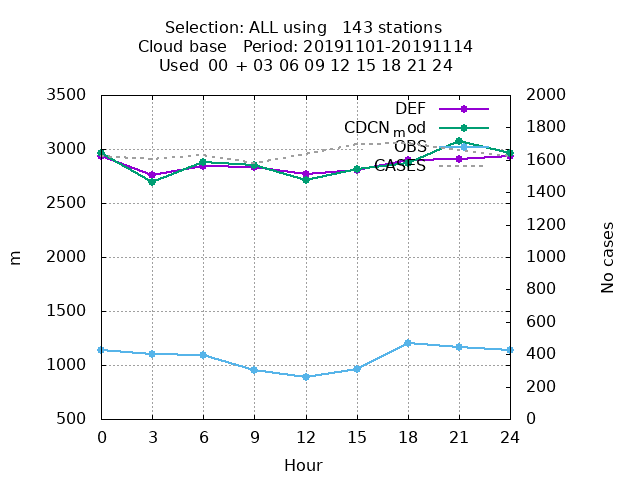 Selection: ALL using   143 stations
Cloud base   Period: 20191101-20191114
Used  00  + 03 06 09 12 15 18 21 24
3500
3000
2500
2000
1500
1000
500
2000
1800
1600
1400
1200
1000
800
600
400
200
0
DEF
CDCN_mod
OBS
CASES
m
No cases
0 3 6 9 12 15 18 21 24
Hour